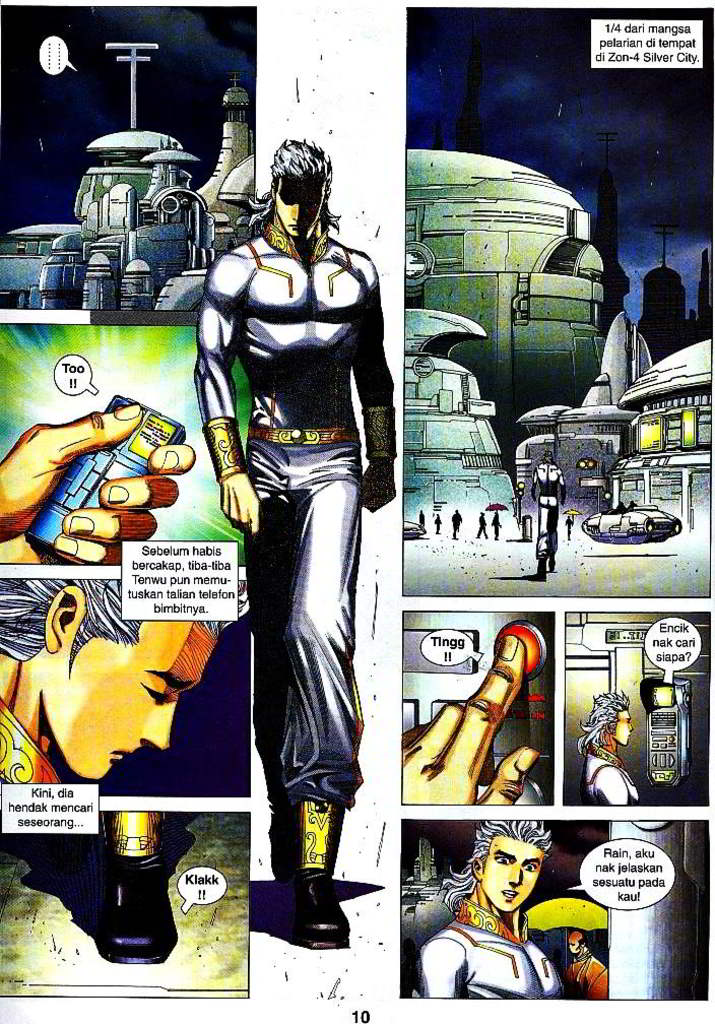 Too
!!
Sebelum habis
bercakap, tiba-tiba
Tenwu pun memu-
tuskan talian telefon
bimbitnya.
Kini, dia
hendak mencari
seseorang...
Klakk
!!
1/4 dari mangsa
pelarian di tempat
di Zon-4 Silver City.
Tingg
!!
Encik
nak cari
siapa?
Rain, aku
nak jelaskan
sesuatu pada
kau!
10